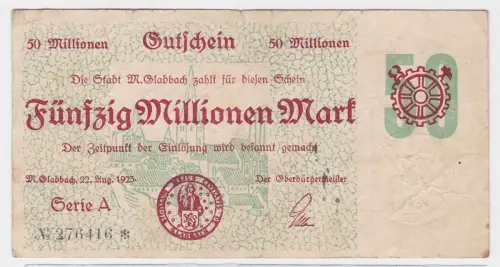 50 Millionen Gutschein 50 Millionen
Die Stadt M.Gladbach zahlt für diesen Schein
Fünfzig Millionen Mark
Der Zeitpunkt der Einlösung wird bekannt gemacht
M.Gladbach, 22. Aug. 1923 Der Oberbürgermeister
Serie A
№ 276416 *
50